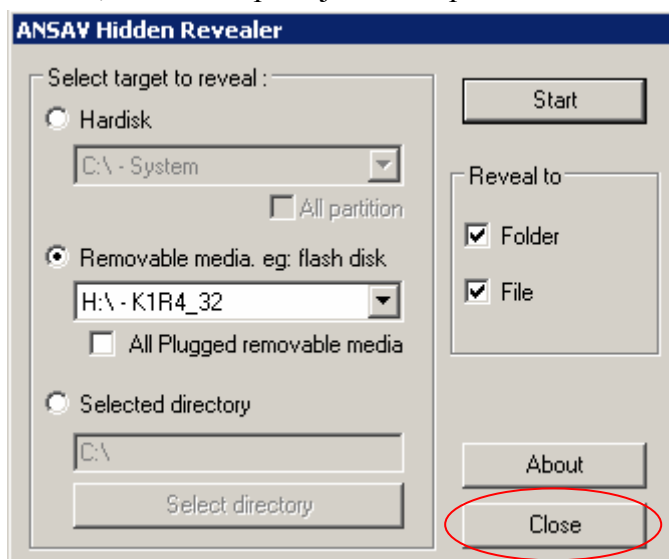 ANSAV Hidden Revealer
Select target to reveal :
Hardisk
C:\ - System
All partition
Removable media. eg: flash disk
H:\ - K1R4_32
All Plugged removable media
Selected directory
C:\
Select directory
Start
Reveal to
Folder
File
About
Close